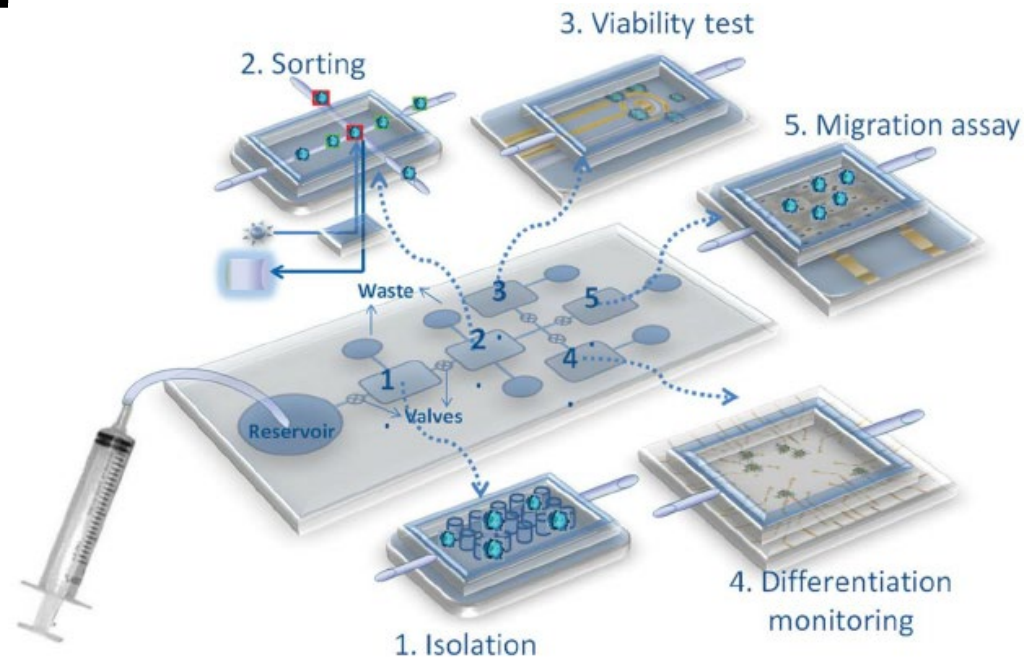 3. Viability test
2. Sorting
5. Migration assay
Waste
3
5
2
4
1
Valves
Reservoir
4. Differentiation
monitoring
1. Isolation